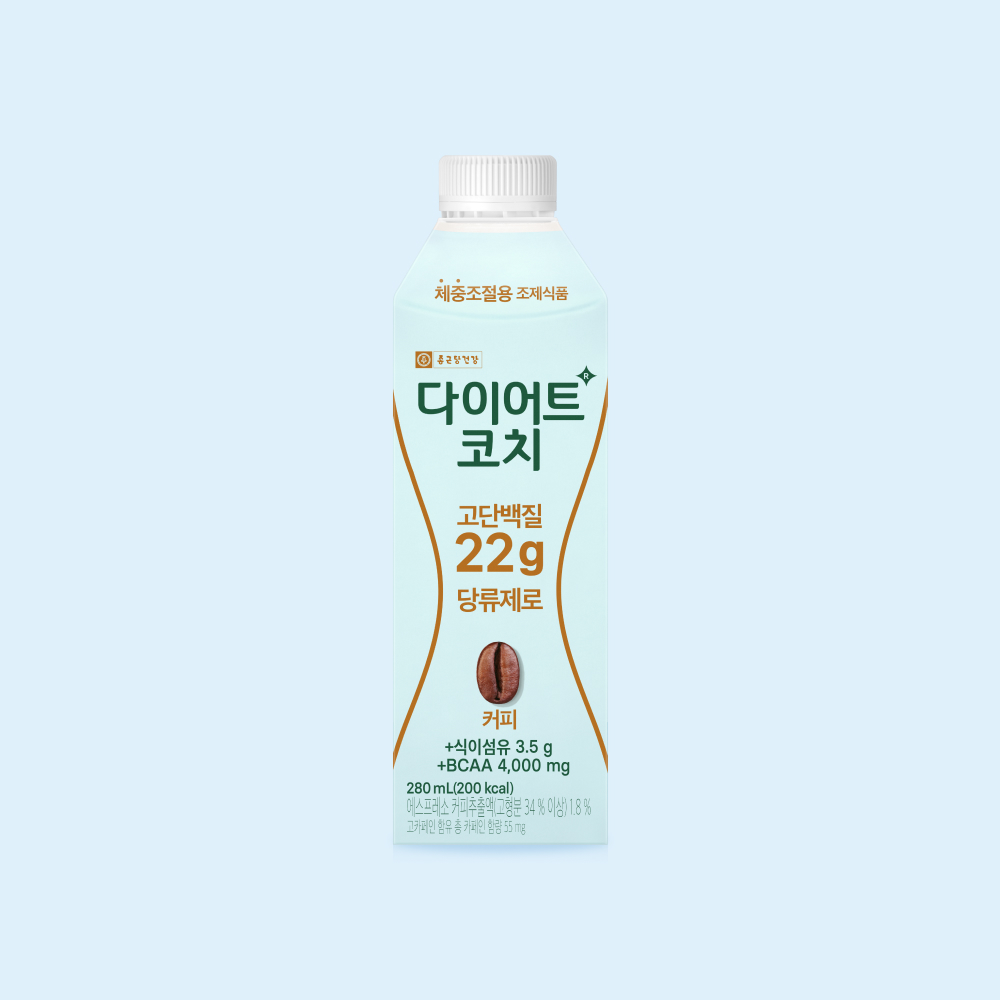 체중조절용 조제식품
종근당건강
다이어트
R
코치
고단백질
22g
당류제로
커피
+식이섬유 3.5 g
+BCAA 4,000 mg
280 mL(200 kcal)
에스프레소 커피추출액(고형분 34 % 이상) 1.8 %
고카페인 함유 총 카페인 함량 55 mg